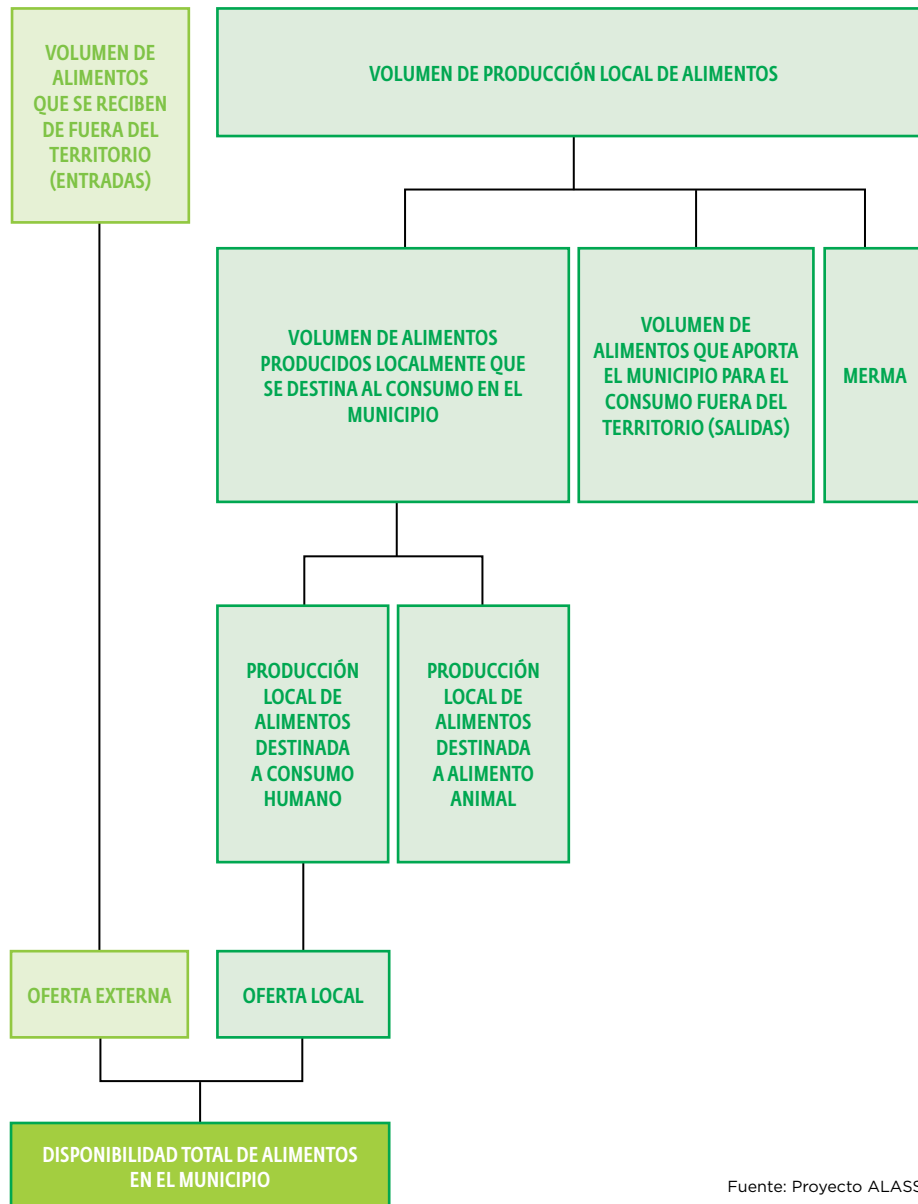 VOLUMEN DE
ALIMENTOS
QUE SE RECIBEN
DE FUERA DEL
TERRITORIO
(ENTRADAS)
VOLUMEN DE PRODUCCIÓN LOCAL DE ALIMENTOS
VOLUMEN DE ALIMENTOS
PRODUCIDOS LOCALMENTE QUE
SE DESTINA AL CONSUMO EN EL
MUNICIPIO
VOLUMEN DE
ALIMENTOS QUE APORTA
EL MUNICIPIO PARA EL
CONSUMO FUERA DEL
TERRITORIO (SALIDAS)
MERMA
PRODUCCIÓN
LOCAL DE
ALIMENTOS
DESTINADA
A CONSUMO
HUMANO
PRODUCCIÓN
LOCAL DE
ALIMENTOS
DESTINADA
A ALIMENTO
ANIMAL
OFERTA EXTERNA
OFERTA LOCAL
DISPONIBILIDAD TOTAL DE ALIMENTOS
EN EL MUNICIPIO
Fuente: Proyecto ALASS